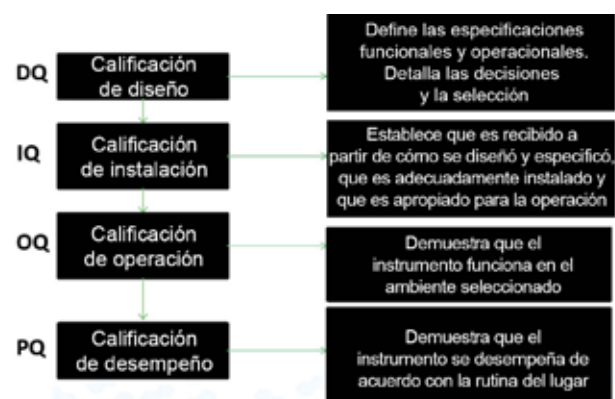 DQ
Calificación
de diseño
Define las especificaciones
funcionales y operacionales.
Detalla las decisiones
y la selección
IQ
Calificación
de instalación
Establece que es recibido a
partir de cómo se diseñó y especificó,
que es adecuadamente instalado y
que es apropiado para la operación
OQ
Calificación
de operación
Demuestra que el
instrumento funciona en el
ambiente seleccionado
PQ
Calificación
de desempeño
Demuestra que el
instrumento se desempeña de
acuerdo con la rutina del lugar